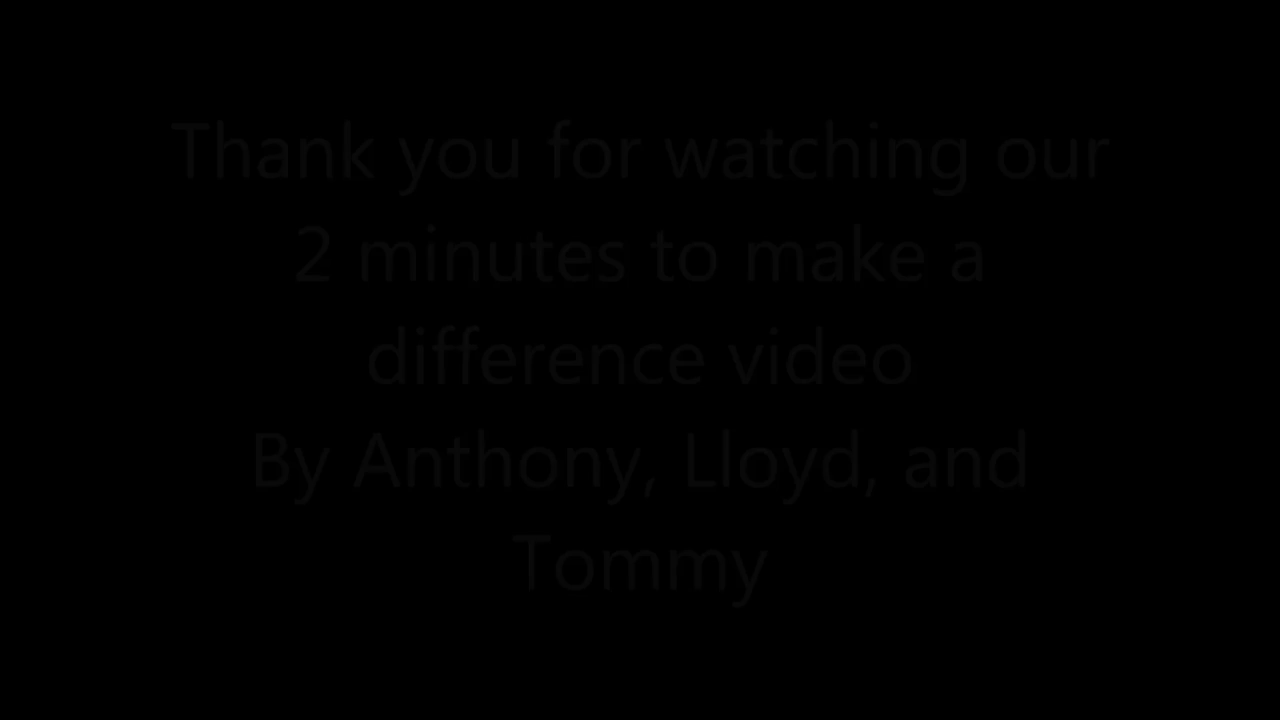 Thank you for watching our
2 minutes to make a
difference video
By Anthony, Lloyd, and
Tommy